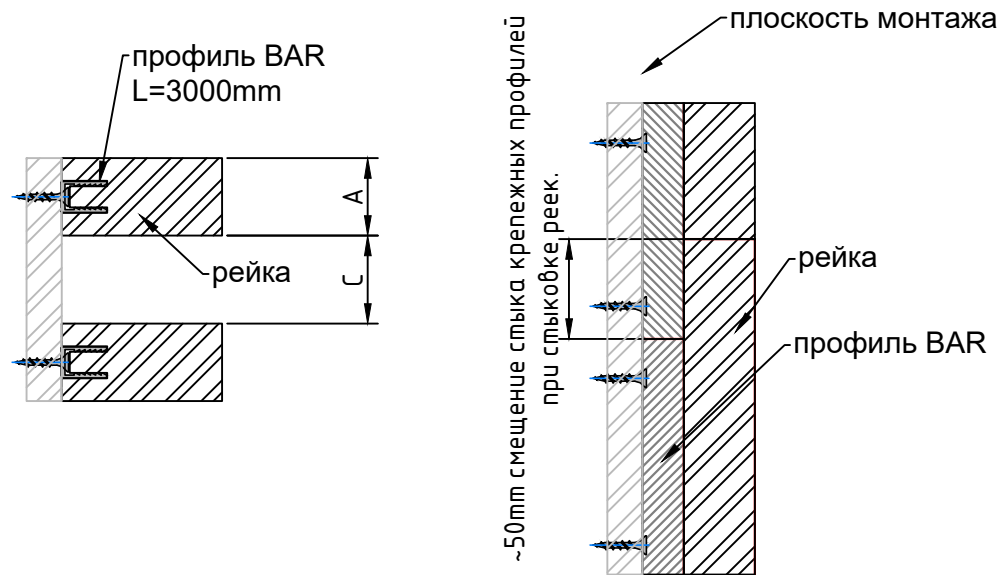 профиль BAR
L=3000mm
A
рейка
C
~50mm смещение стыка крепежных профилей
при стыковке реек.
плоскость монтажа
рейка
профиль BAR